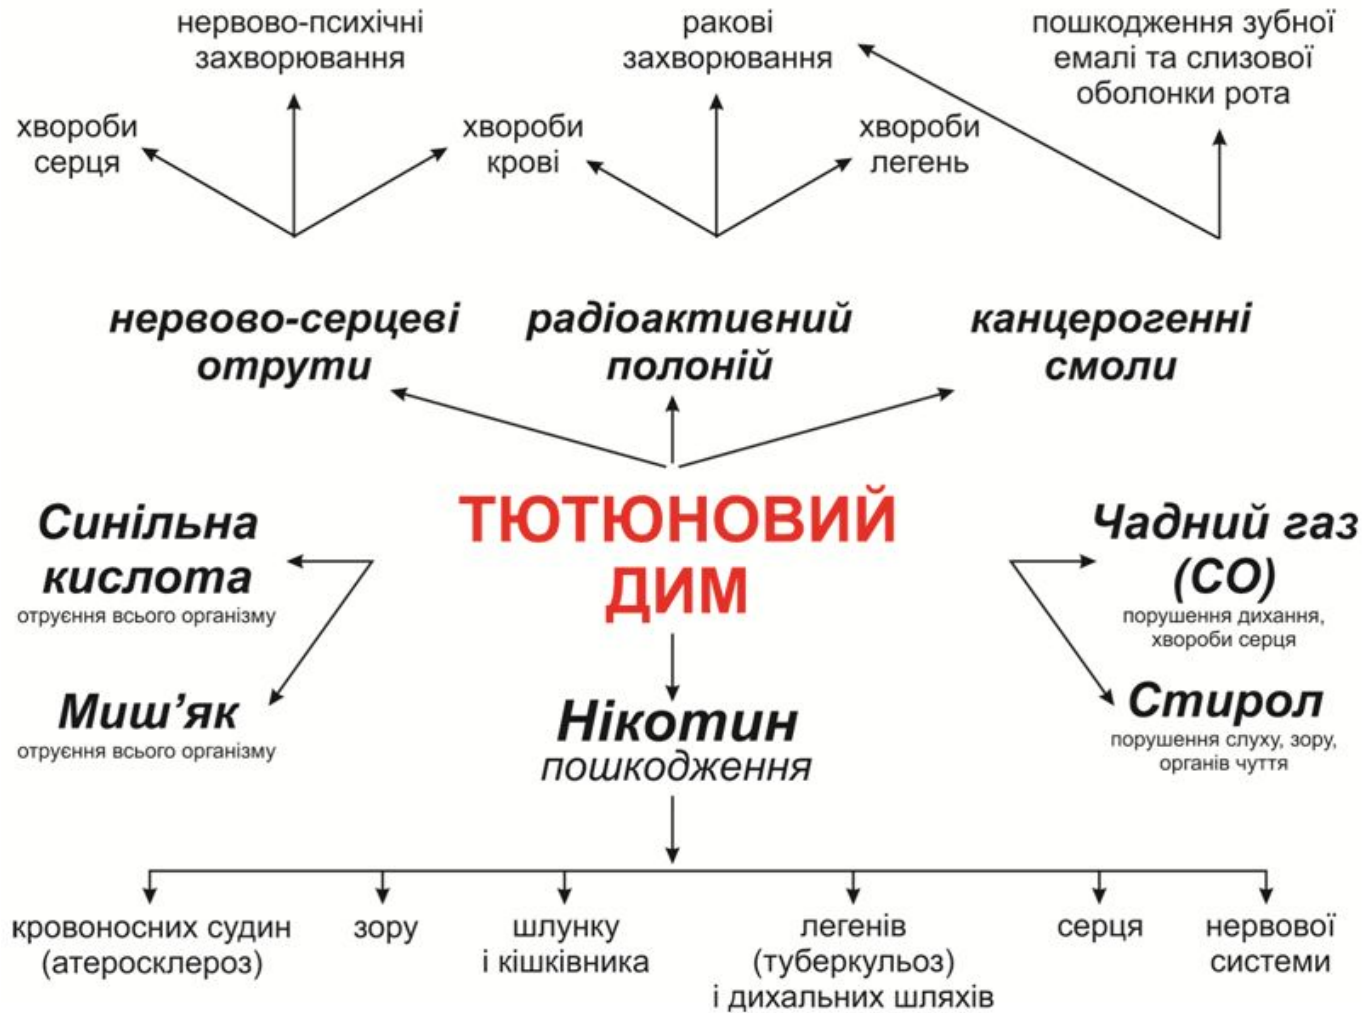 нервово-психічні
захворювання
ракові
захворювання
пошкодження зубної
емалі та слизової
оболонки рота
хвороби
серця
хвороби
крові
хвороби
легень
нервово-серцеві
отрути
радіоактивний
полоній
канцерогенні
смоли
ТЮТЮНОВИЙ
ДИМ
Синільна
кислота
отруєння всього організму
Чадний газ
(СО)
порушення дихання,
хвороби серця
Миш’як
отруєння всього організму
Нікотин
пошкодження
Стирол
порушення слуху, зору,
органів чуття
кровоносних судин
(атеросклероз)
зору
шлунку
і кішківника
легенів
(туберкульоз)
і дихальних шляхів
серця
нервової
системи